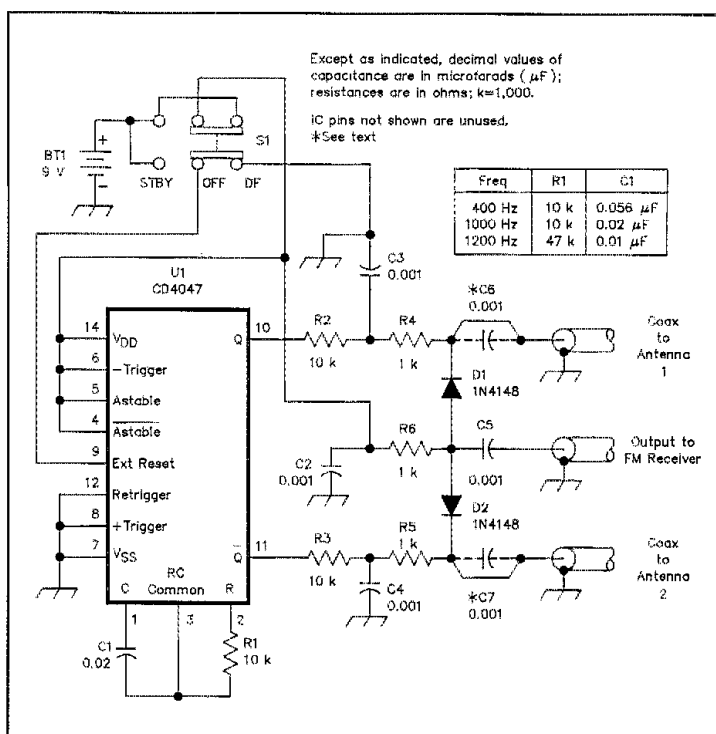 Except as indicated, decimal values of
capacitance are in microfarads ( µF);
resistances are in ohms; k=1,000.
IC pins not shown are unused.
*See text
BT1
9 V
+
−
STBY
OFF
DF
S1
Freq R1 C1
400 Hz 10 k 0.056 µF
1000 Hz 10 k 0.02 µF
1200 Hz 47 k 0.01 µF
U1
CD4047
14 VDD
6 −Trigger
5 Astable
4 Astable
9 Ext Reset
12 Retrigger
8 +Trigger
7 VSS
Q 10
Q 11
RC
C Common R
1 3 2
C1
0.02
R1
10 k
C3
0.001
R2
10 k
R4
1 k
*C6
0.001
Coax
to
Antenna
1
D1
1N4148
C2
0.001
R6
1 k
C5
0.001
Output to
FM Receiver
D2
1N4148
R3
10 k
R5
1 k
C4
0.001
*C7
0.001
Coax
to
Antenna
2